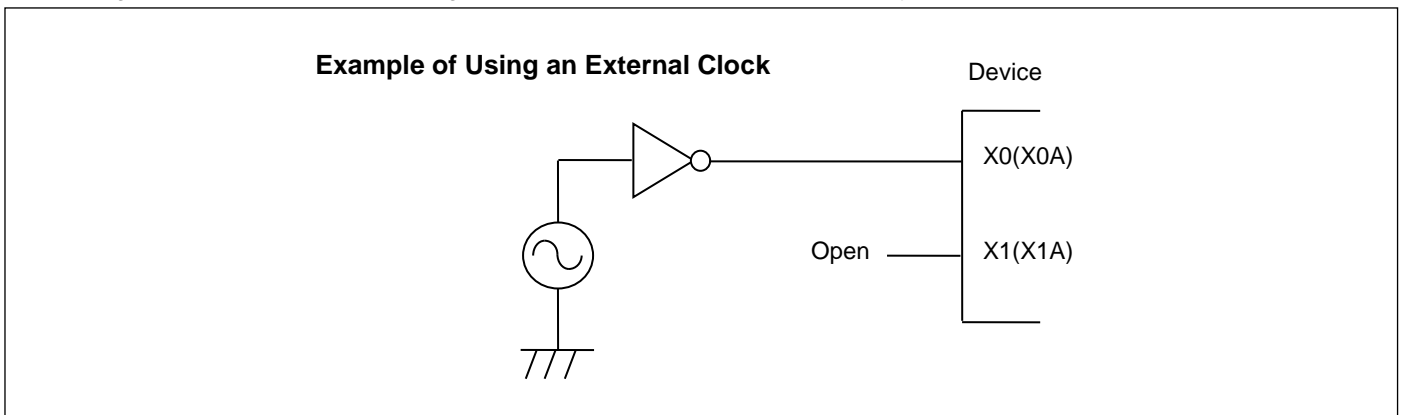 Example of Using an External Clock
Device
X0(X0A)
Open
X1(X1A)